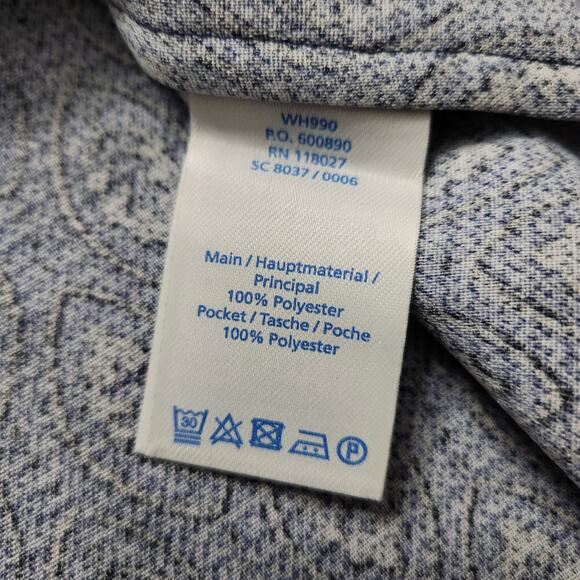 WH990
P.O. 600890
RN 118027
SC 8037 / 0006
Main / Hauptmaterial /
Principal
100% Polyester
Pocket / Tasche / Poche
100% Polyester
30 P